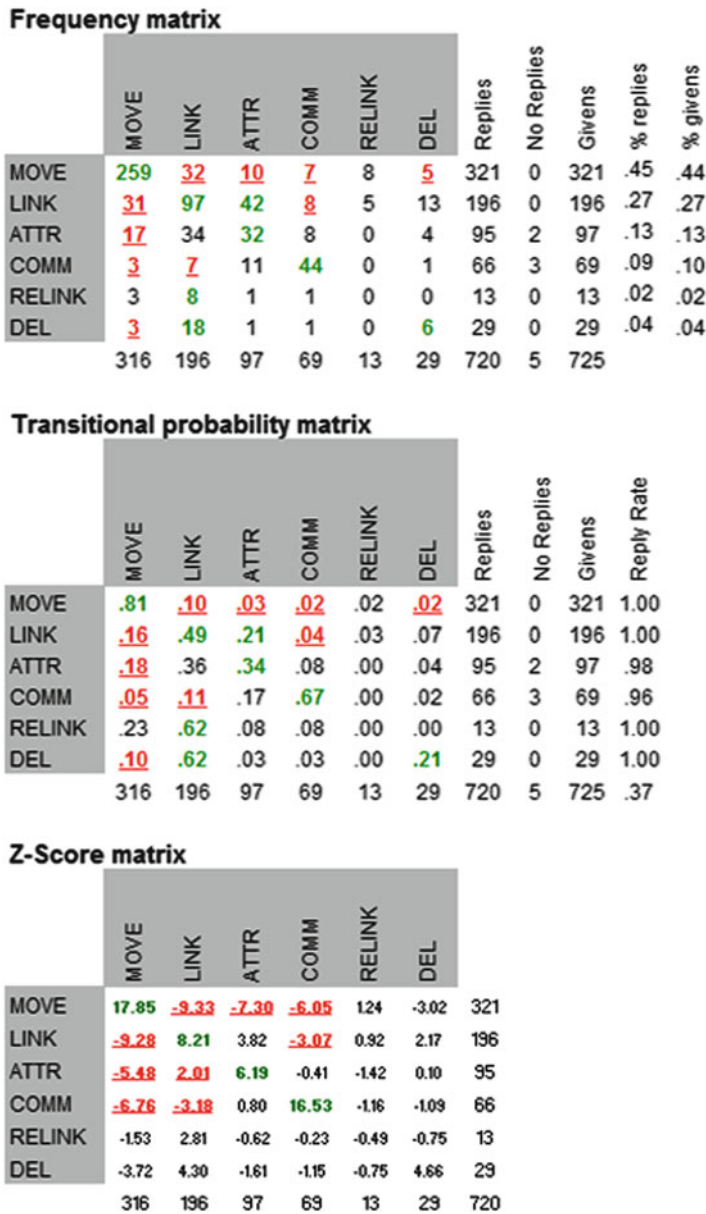 Frequency matrix
MOVE LINK ATTR COMM RELINK DEL Replies No Replies Givens % replies % givens
MOVE 259 32 10 7 8 5 321 0 321 .45 .44
LINK 31 97 42 8 5 13 196 0 196 .27 .27
ATTR 17 34 32 8 0 4 95 2 97 .13 .13
COMM 3 7 11 44 0 1 66 3 69 .09 .10
RELINK 3 8 1 1 0 0 13 0 13 .02 .02
DEL 3 18 1 1 0 6 29 0 29 .04 .04
316 196 97 69 13 29 720 5 725
Transitional probability matrix
MOVE LINK ATTR COMM RELINK DEL Replies No Replies Givens Reply Rate
MOVE .81 .10 .03 .02 .02 .02 321 0 321 1.00
LINK .16 .49 .21 .04 .03 .07 196 0 196 1.00
ATTR .18 .36 .34 .08 .00 .04 95 2 97 .98
COMM .05 .11 .17 .67 .00 .02 66 3 69 .96
RELINK .23 .62 .08 .08 .00 .00 13 0 13 1.00
DEL .10 .62 .03 .03 .00 .21 29 0 29 1.00
316 196 97 69 13 29 720 5 725 .37
Z-Score matrix
MOVE LINK ATTR COMM RELINK DEL
MOVE 17.85 -9.33 -7.30 -6.05 1.24 -3.02 321
LINK -9.28 8.21 3.82 -3.07 0.92 2.17 196
ATTR -5.48 2.01 6.19 -0.41 -1.42 0.10 95
COMM -6.76 -3.18 0.80 16.53 -1.16 -1.09 66
RELINK -1.53 2.81 -0.62 -0.23 -0.49 -0.75 13
DEL -3.72 4.30 -1.61 -1.15 -0.75 4.66 29
316 196 97 69 13 29 720